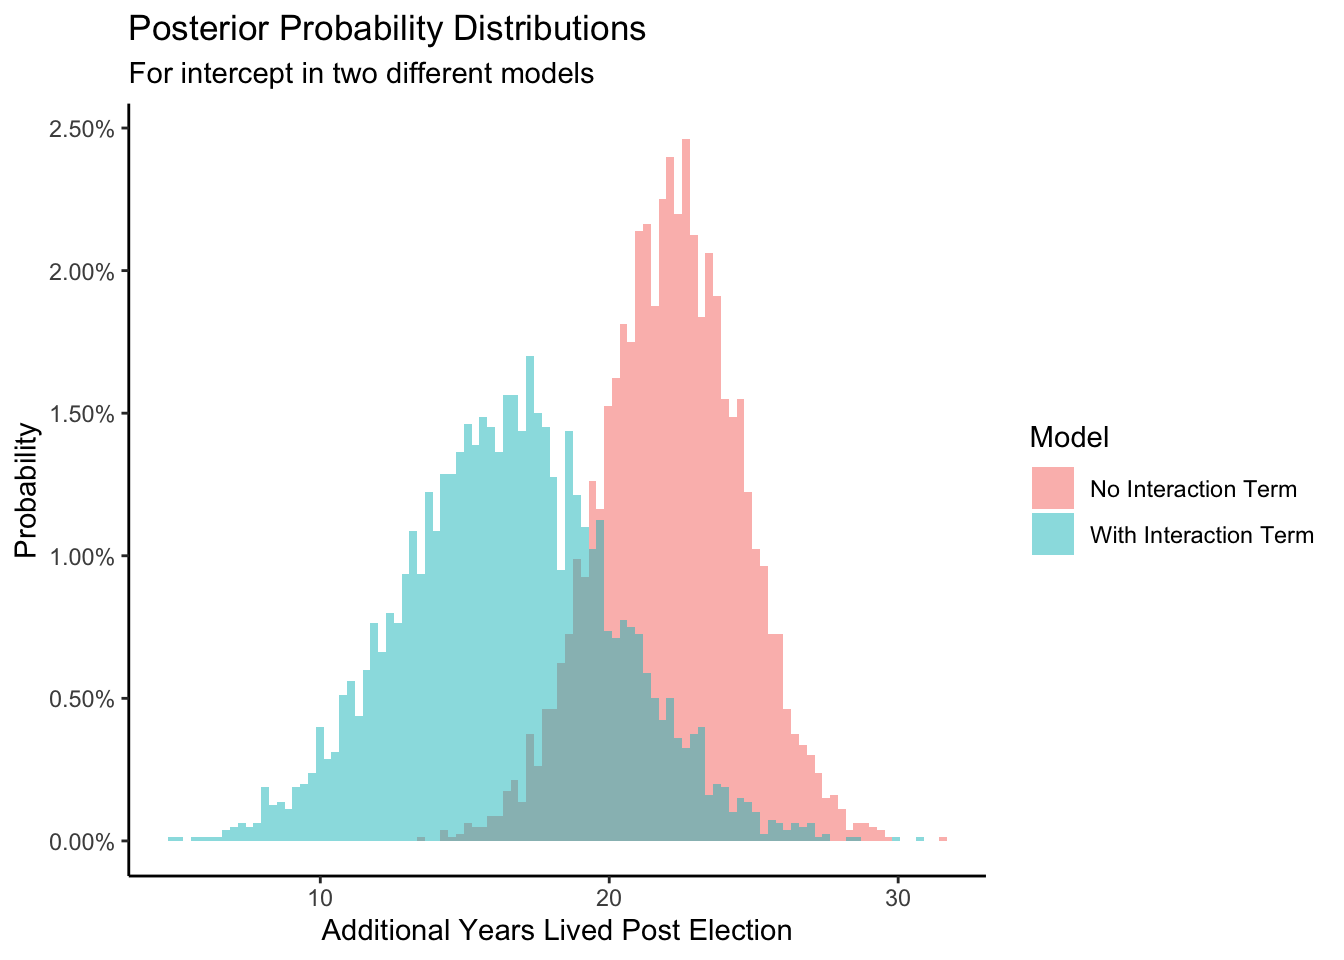 Posterior Probability Distributions
For intercept in two different models
2.50%
2.00%
1.50%
1.00%
0.50%
0.00%
Probability
10 20 30
Additional Years Lived Post Election
Model
No Interaction Term
With Interaction Term